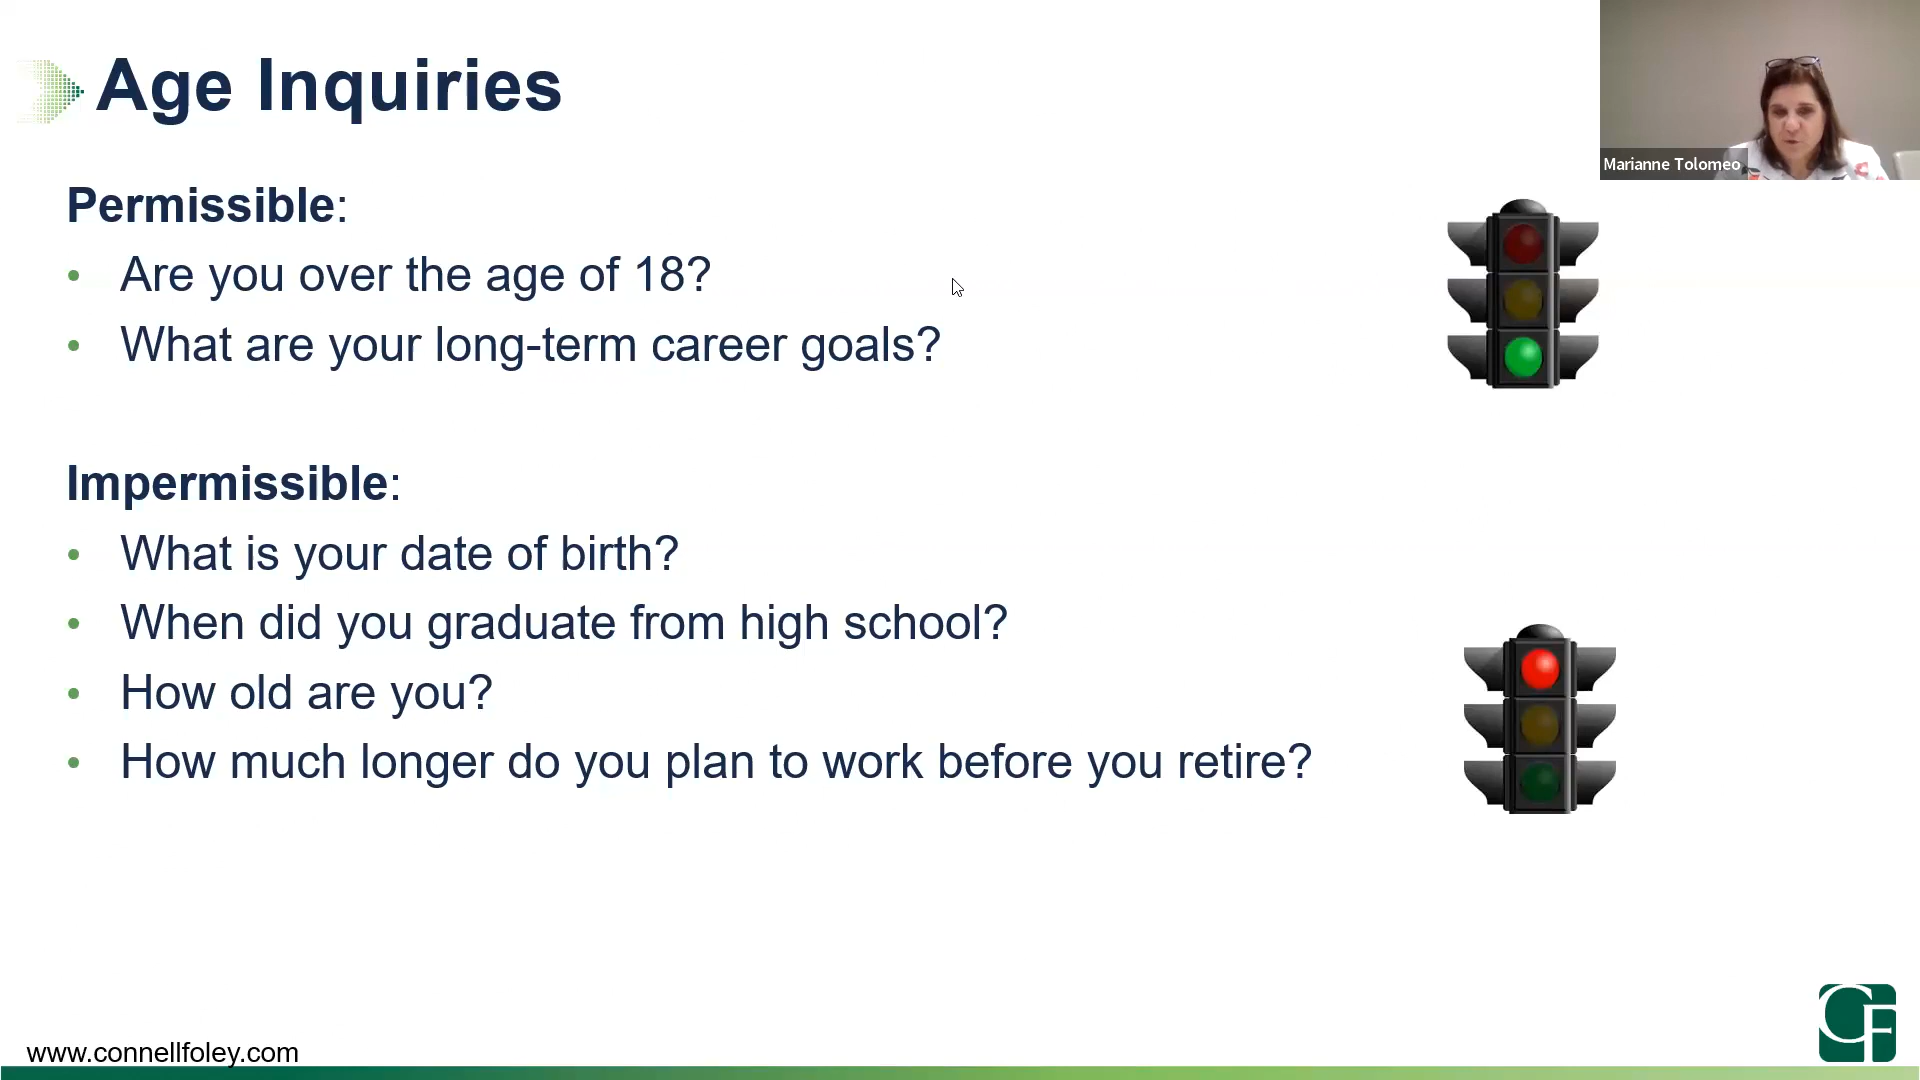 Age Inquiries
Marianne Tolomeo
Permissible:
• Are you over the age of 18?
• What are your long-term career goals?
Impermissible:
• What is your date of birth?
• When did you graduate from high school?
• How old are you?
• How much longer do you plan to work before you retire?
CF
www.connellfoley.com